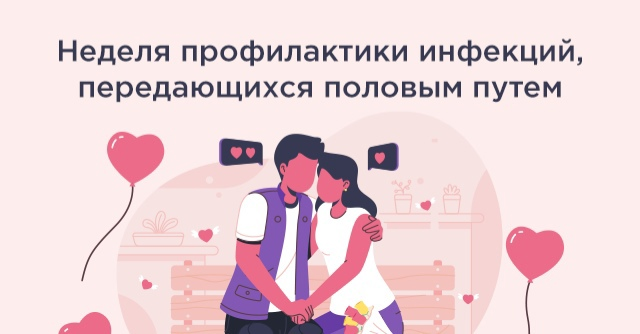 Неделя профилактики инфекций,
передающихся половым путем